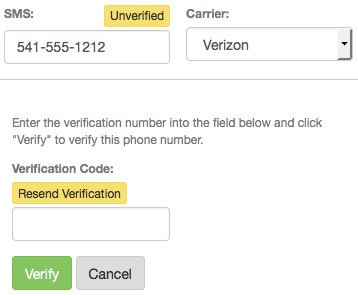 SMS: Unverified Carrier:
541-555-1212 Verizon
Enter the verification number into the field below and click
"Verify" to verify this phone number.
Verification Code:
Resend Verification
Verify Cancel